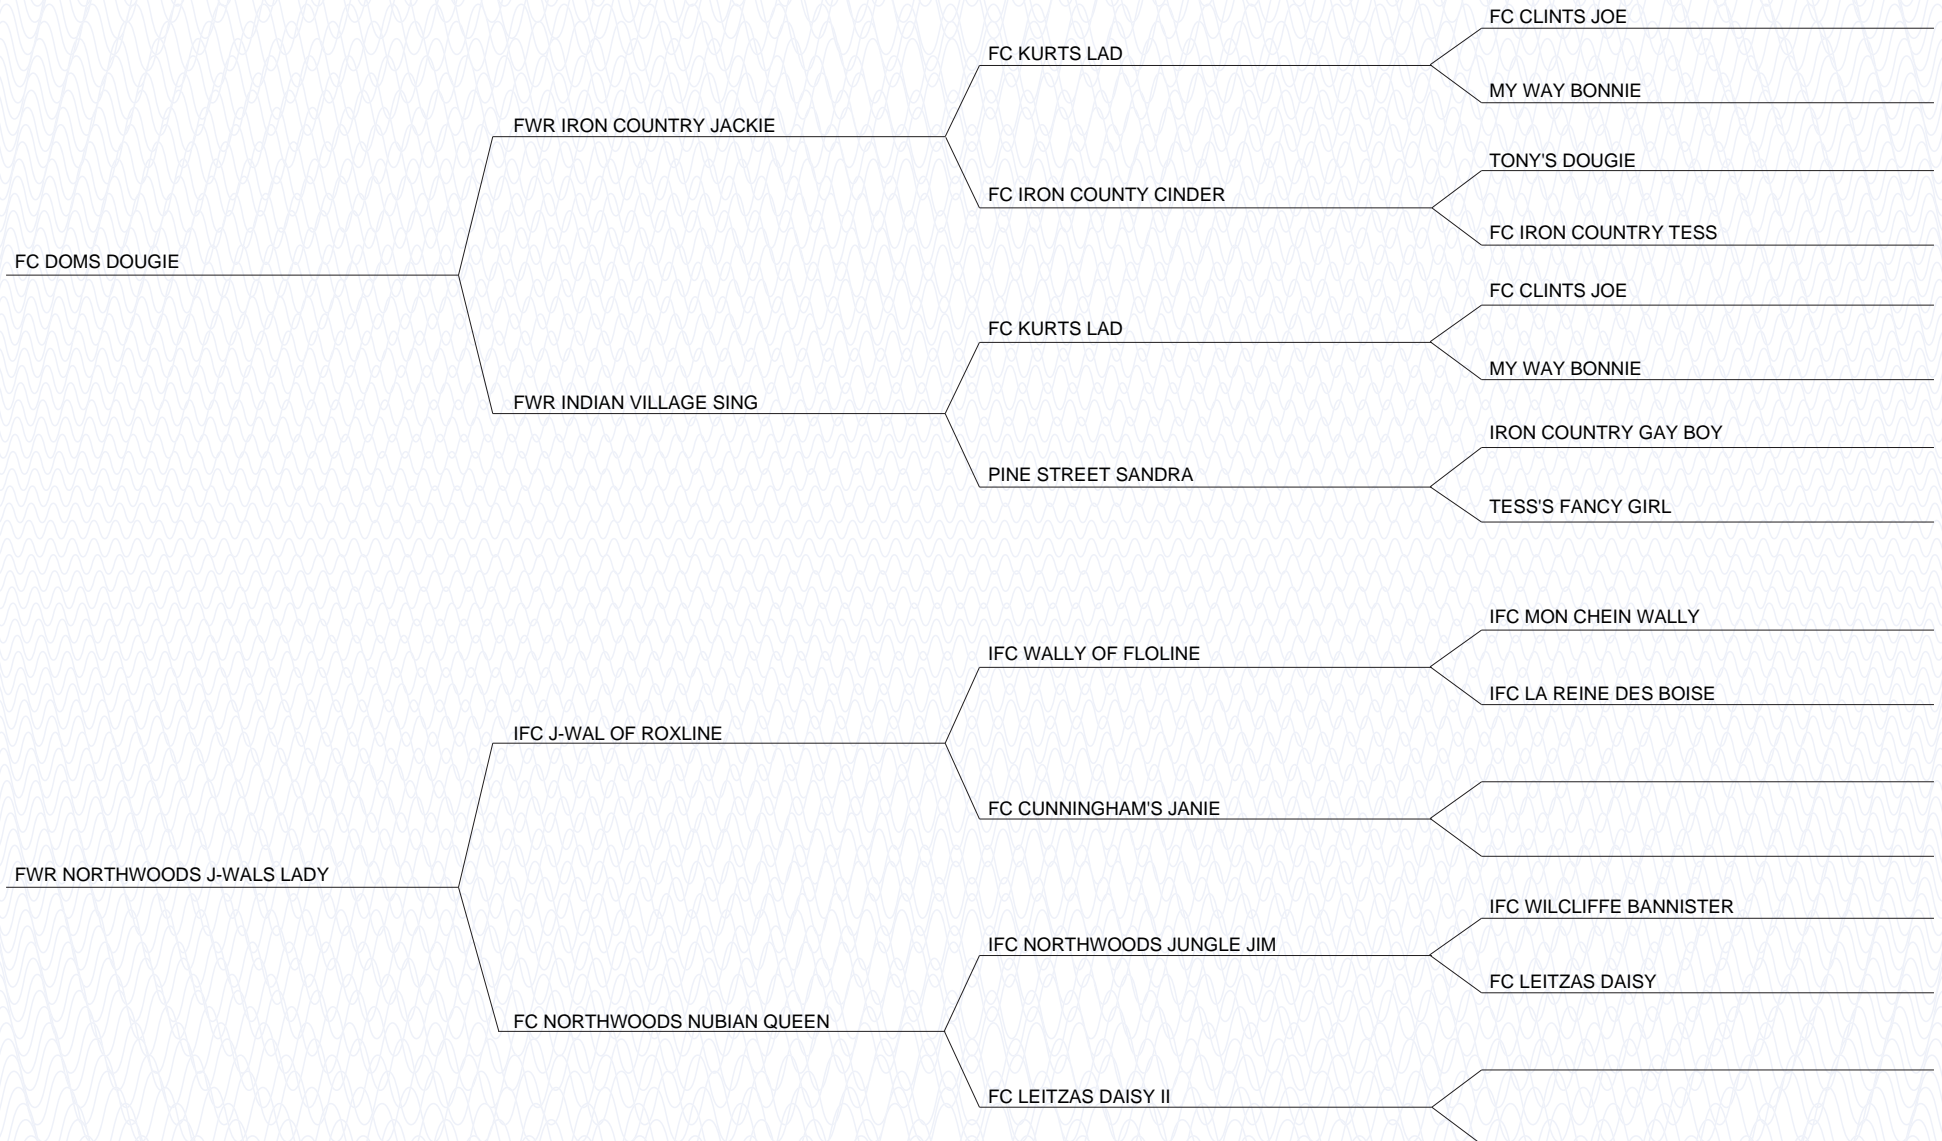 FC CLINTS JOE
FC KURTS LAD
MY WAY BONNIE
FWR IRON COUNTRY JACKIE
TONY'S DOUGIE
FC IRON COUNTY CINDER
FC IRON COUNTRY TESS
FC DOMS DOUGIE
FC CLINTS JOE
FC KURTS LAD
MY WAY BONNIE
FWR INDIAN VILLAGE SING
IRON COUNTRY GAY BOY
PINE STREET SANDRA
TESS'S FANCY GIRL
IFC MON CHEIN WALLY
IFC WALLY OF FLOLINE
IFC LA REINE DES BOISE
IFC J-WAL OF ROXLINE
FC CUNNINGHAM'S JANIE
FWR NORTHWOODS J-WALS LADY
IFC WILCLIFFE BANNISTER
IFC NORTHWOODS JUNGLE JIM
FC LEITZAS DAISY
FC NORTHWOODS NUBIAN QUEEN
FC LEITZAS DAISY II